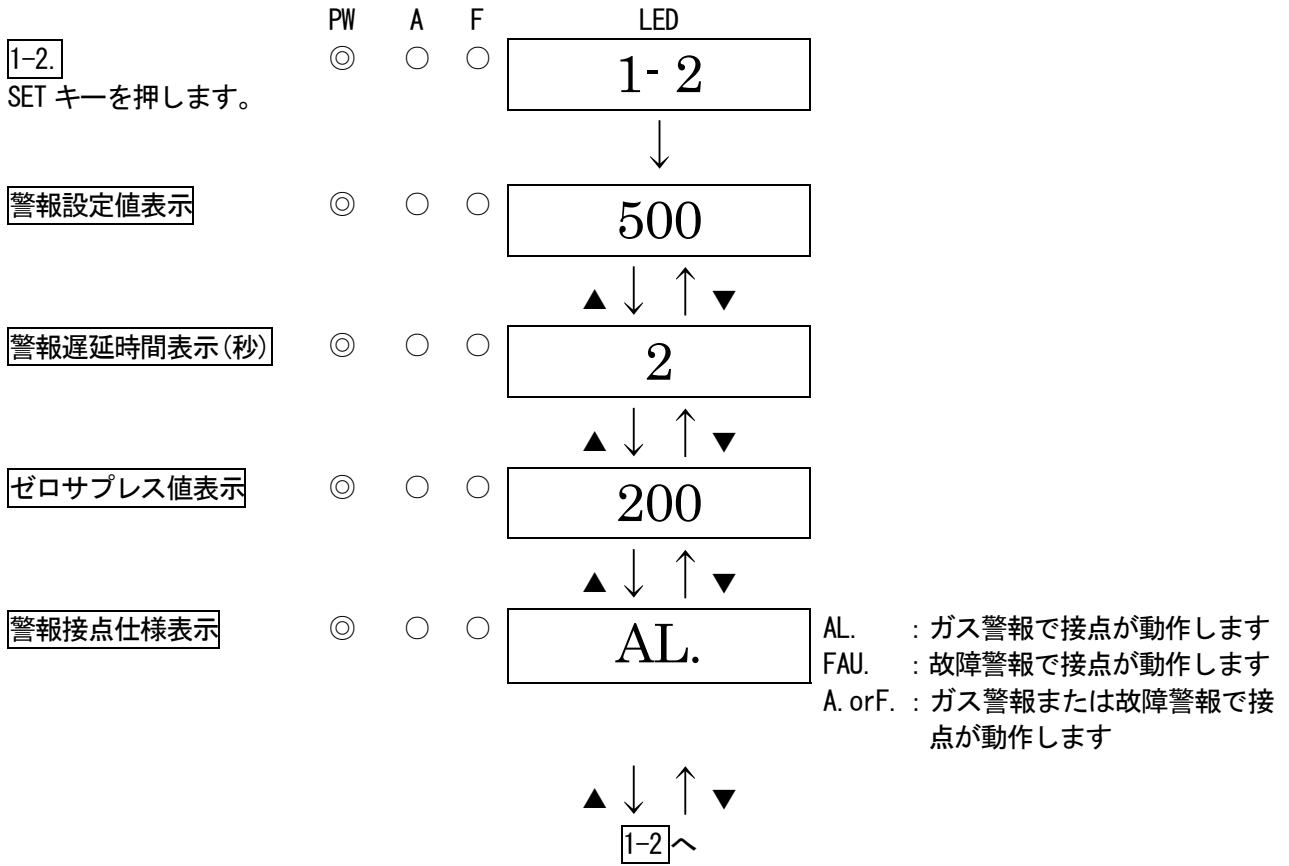 PW A F LED
1-2. ◎ ○ ○ 1- 2
SET キーを押します。
↓
警報設定値表示 ◎ ○ ○ 500
▲ ↓ ↑ ▼
警報遅延時間表示(秒) ◎ ○ ○ 2
▲ ↓ ↑ ▼
ゼロサプレス値表示 ◎ ○ ○ 200
▲ ↓ ↑ ▼
警報接点仕様表示 ◎ ○ ○ AL. AL. : ガス警報で接点が動作します
FAU. : 故障警報で接点が動作します
A.orF. : ガス警報または故障警報で接
点が動作します
▲ ↓ ↑ ▼
1-2 へ